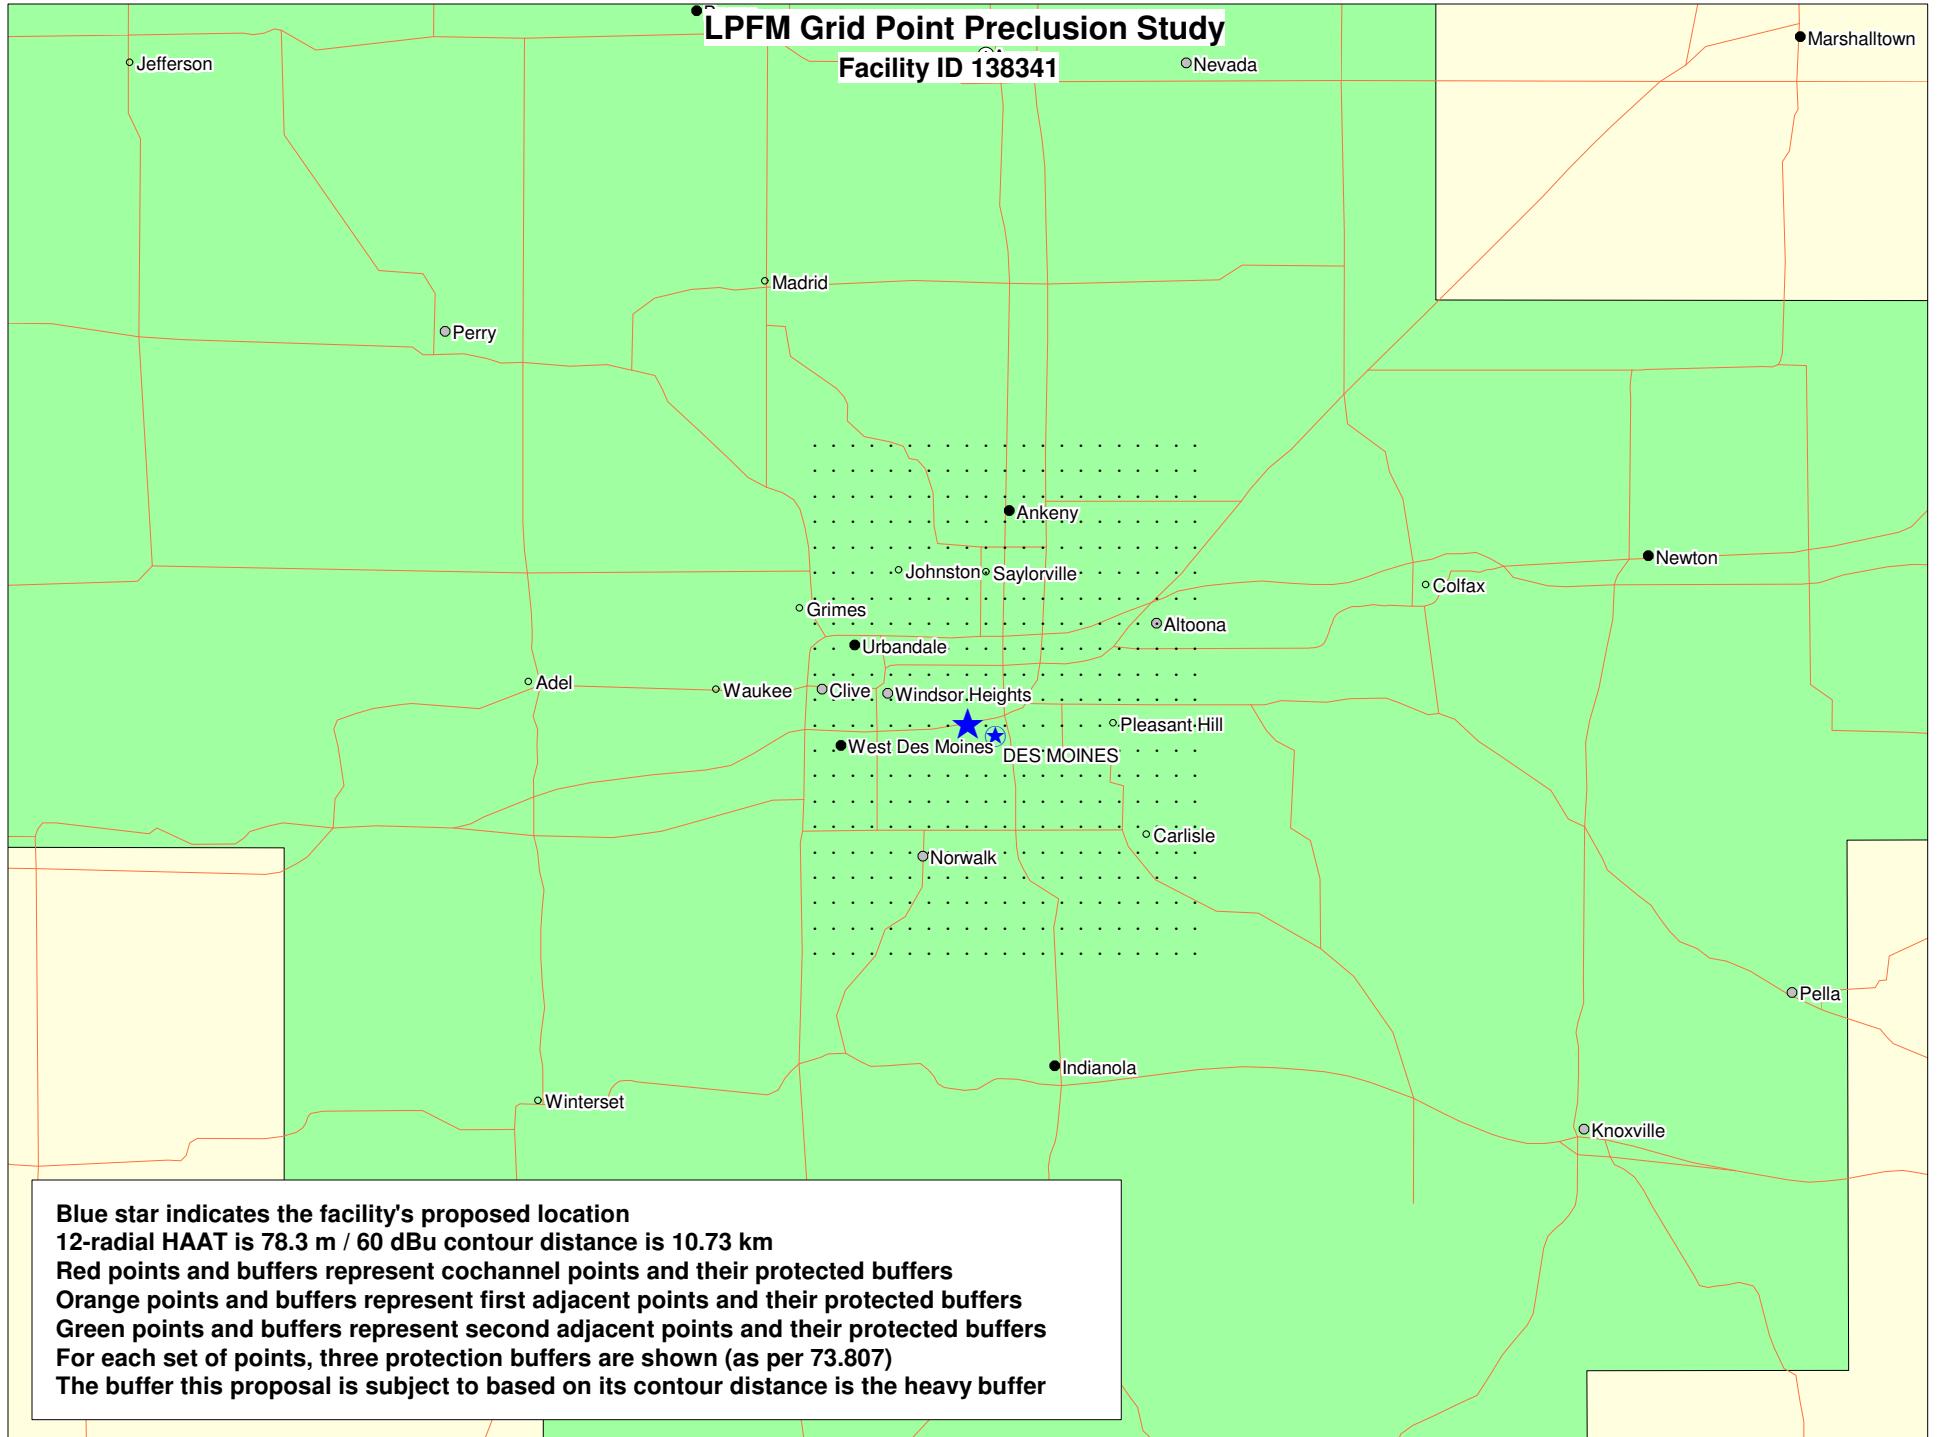 LPFM Grid Point Preclusion Study
Facility ID 138341
Jefferson
Nevada
Marshalltown
Madrid
Perry
Ankeny
Newton
Johnston
Saylorville
Colfax
Grimes
Altoona
Urbandale
Adel
Waukee
Clive
Windsor Heights
Pleasant Hill
West Des Moines
DES MOINES
Carlisle
Norwalk
Pella
Indianola
Winterset
Knoxville
Blue star indicates the facility's proposed location
12-radial HAAT is 78.3 m / 60 dBu contour distance is 10.73 km
Red points and buffers represent cochannel points and their protected buffers
Orange points and buffers represent first adjacent points and their protected buffers
Green points and buffers represent second adjacent points and their protected buffers
For each set of points, three protection buffers are shown (as per 73.807)
The buffer this proposal is subject to based on its contour distance is the heavy buffer